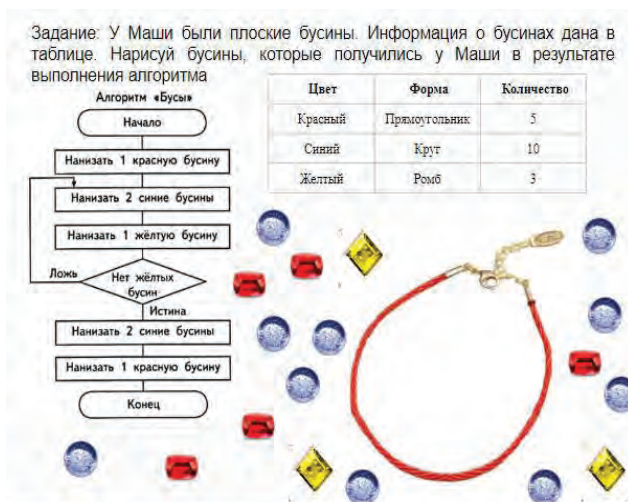 Задание: У Маши были плоские бусины. Информация о бусинах дана в
таблице. Нарисуй бусины, которые получились у Маши в результате
выполнения алгоритма
Алгоритм «Бусы»
Начало
Нанизать 1 красную бусину
Нанизать 2 синие бусины
Нанизать 1 жёлтую бусину
Ложь
Нет жёлтых
бусин
Истина
Нанизать 2 синие бусины
Нанизать 1 красную бусину
Конец
Цвет Форма Количество
Красный Прямоугольник 5
Синий Круг 10
Желтый Ромб 3